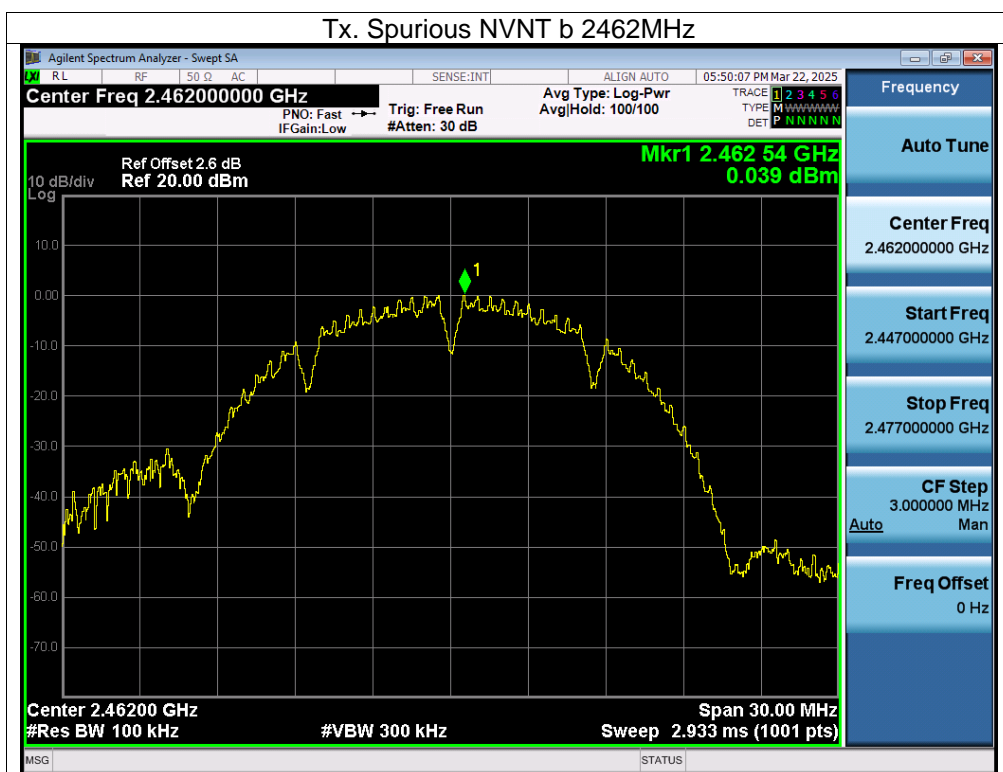 Tx. Spurious NVNT b 2462MHz
Agilent Spectrum Analyzer - Swept SA
LXI RL RF 50 Ω AC SENSE:INT ALIGN AUTO 05:50:07 PM Mar 22, 2025
Center Freq 2.462000000 GHz
PNO: Fast
IFGain:Low
Trig: Free Run
#Atten: 30 dB
Avg Type: Log-Pwr
Avg|Hold: 100/100
TRACE 1 2 3 4 5 6
TYPE M WWWWW
DET P N N N N N
Ref Offset 2.6 dB
10 dB/div Ref 20.00 dBm
Log
Mkr1 2.462 54 GHz
0.039 dBm
1
10.0
0.00
-10.0
-20.0
-30.0
-40.0
-50.0
-60.0
-70.0
Center 2.46200 GHz Span 30.00 MHz
#Res BW 100 kHz #VBW 300 kHz Sweep 2.933 ms (1001 pts)
MSG STATUS
Frequency
Auto Tune
Center Freq
2.462000000 GHz
Start Freq
2.447000000 GHz
Stop Freq
2.477000000 GHz
CF Step
3.000000 MHz
Auto Man
Freq Offset
0 Hz